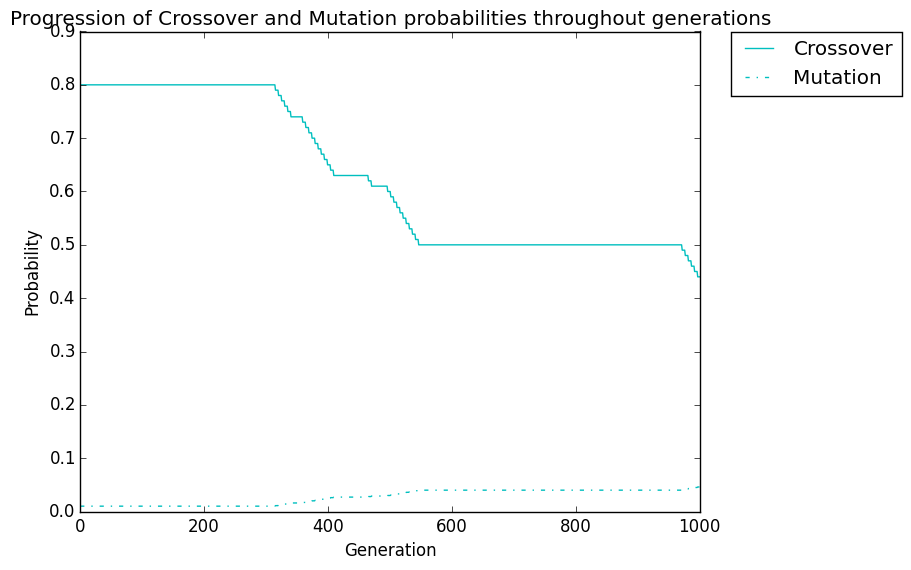 Progression of Crossover and Mutation probabilities throughout generations
Crossover
Mutation
0.9
0.8
0.7
0.6
0.5
0.4
0.3
0.2
0.1
0.0
Probability
0 200 400 600 800 1000
Generation